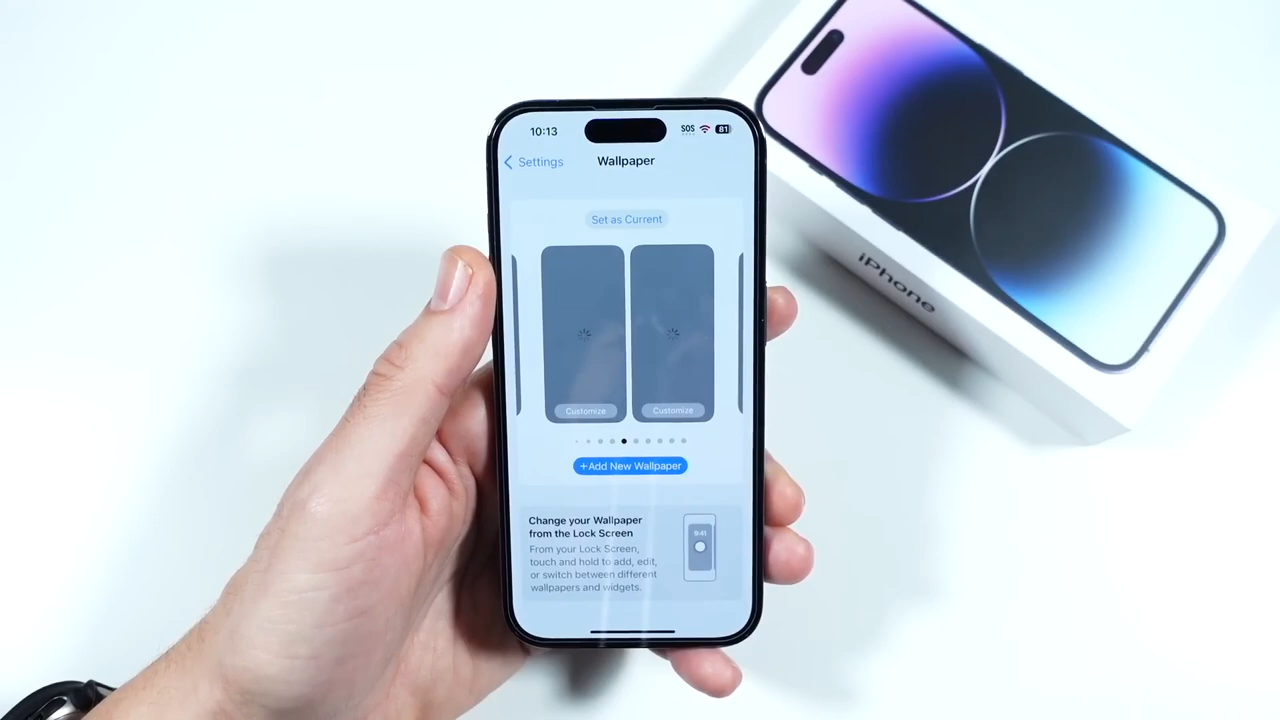 10:13 SOS 81
Settings Wallpaper
Set as Current
Customize Customize
+Add New Wallpaper
Change your Wallpaper
from the Lock Screen
From your Lock Screen,
touch and hold to add, edit,
or switch between different
wallpapers and widgets.
9:41
iPhone